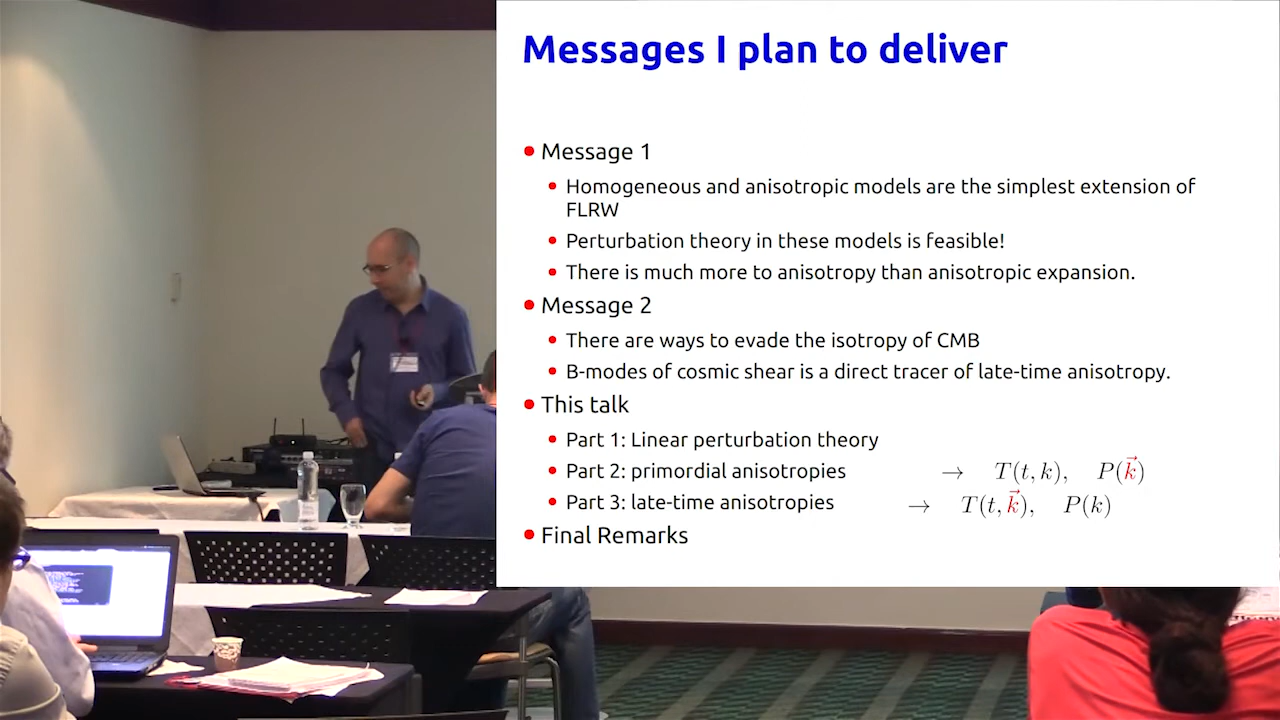 Messages I plan to deliver
• Message 1
• Homogeneous and anisotropic models are the simplest extension of
FLRW
• Perturbation theory in these models is feasible!
• There is much more to anisotropy than anisotropic expansion.
• Message 2
• There are ways to evade the isotropy of CMB
• B-modes of cosmic shear is a direct tracer of late-time anisotropy.
• This talk
• Part 1: Linear perturbation theory
• Part 2: primordial anisotropies → T(t, k), P(k⃗)
• Part 3: late-time anisotropies → T(t, k⃗), P(k)
• Final Remarks